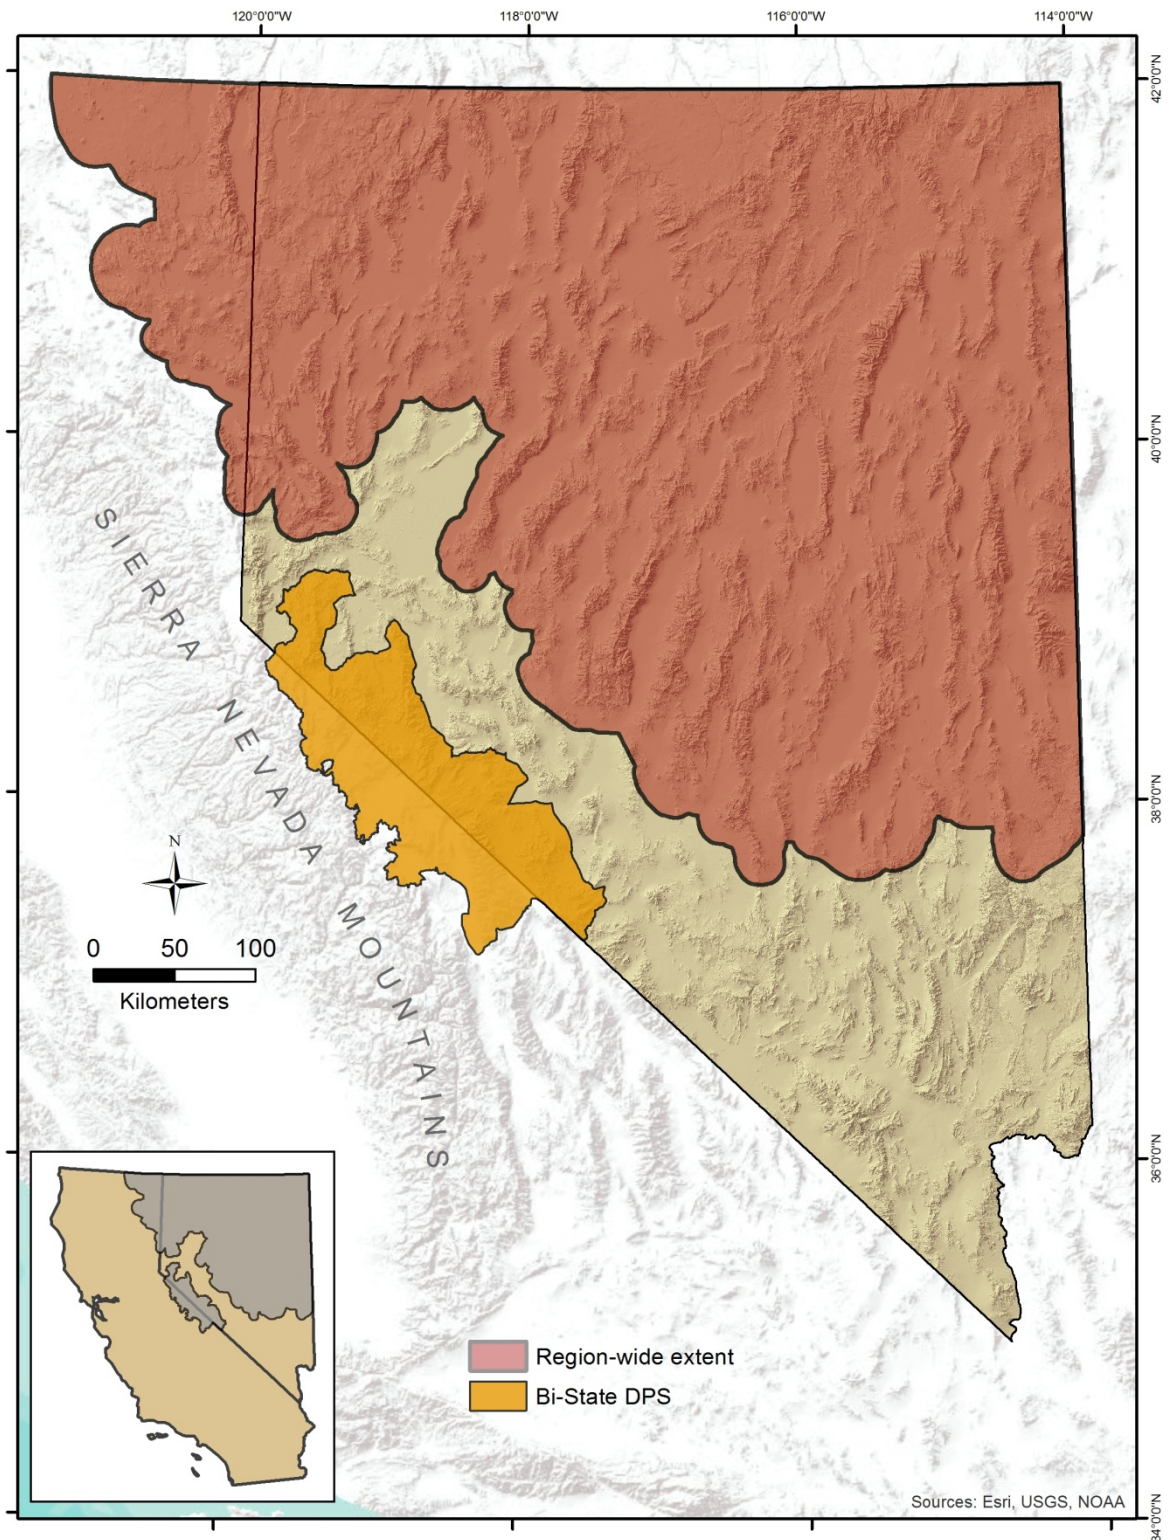 120°0'0"W 118°0'0"W 116°0'0"W 114°0'0"W
42°0'0"N
40°0'0"N
SIERRA NEVADA MOUNTAINS
38°0'0"N
N
0 50 100
Kilometers
36°0'0"N
Region-wide extent
Bi-State DPS
Sources: Esri, USGS, NOAA
34°0'0"N